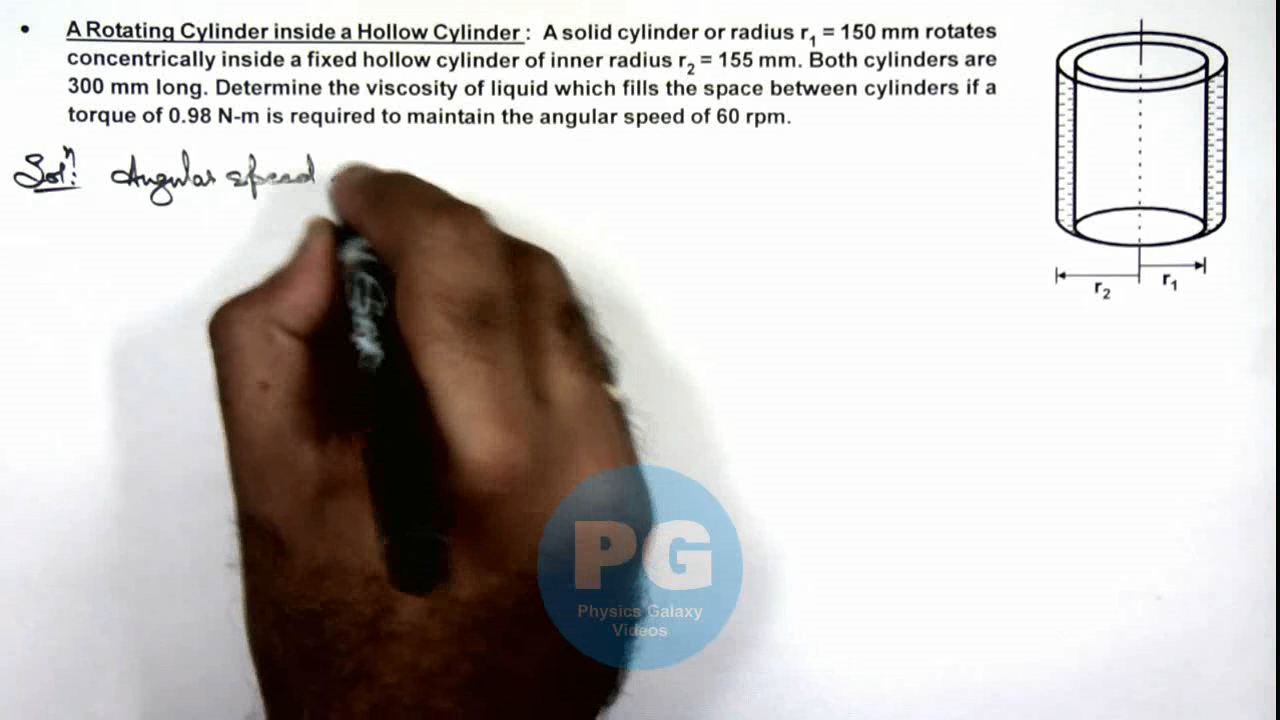 • A Rotating Cylinder inside a Hollow Cylinder : A solid cylinder or radius r₁ = 150 mm rotates
concentrically inside a fixed hollow cylinder of inner radius r₂ = 155 mm. Both cylinders are
300 mm long. Determine the viscosity of liquid which fills the space between cylinders if a
torque of 0.98 N-m is required to maintain the angular speed of 60 rpm.
Solⁿ: Angular speed
r₂ r₁
PG
Physics Galaxy
Videos